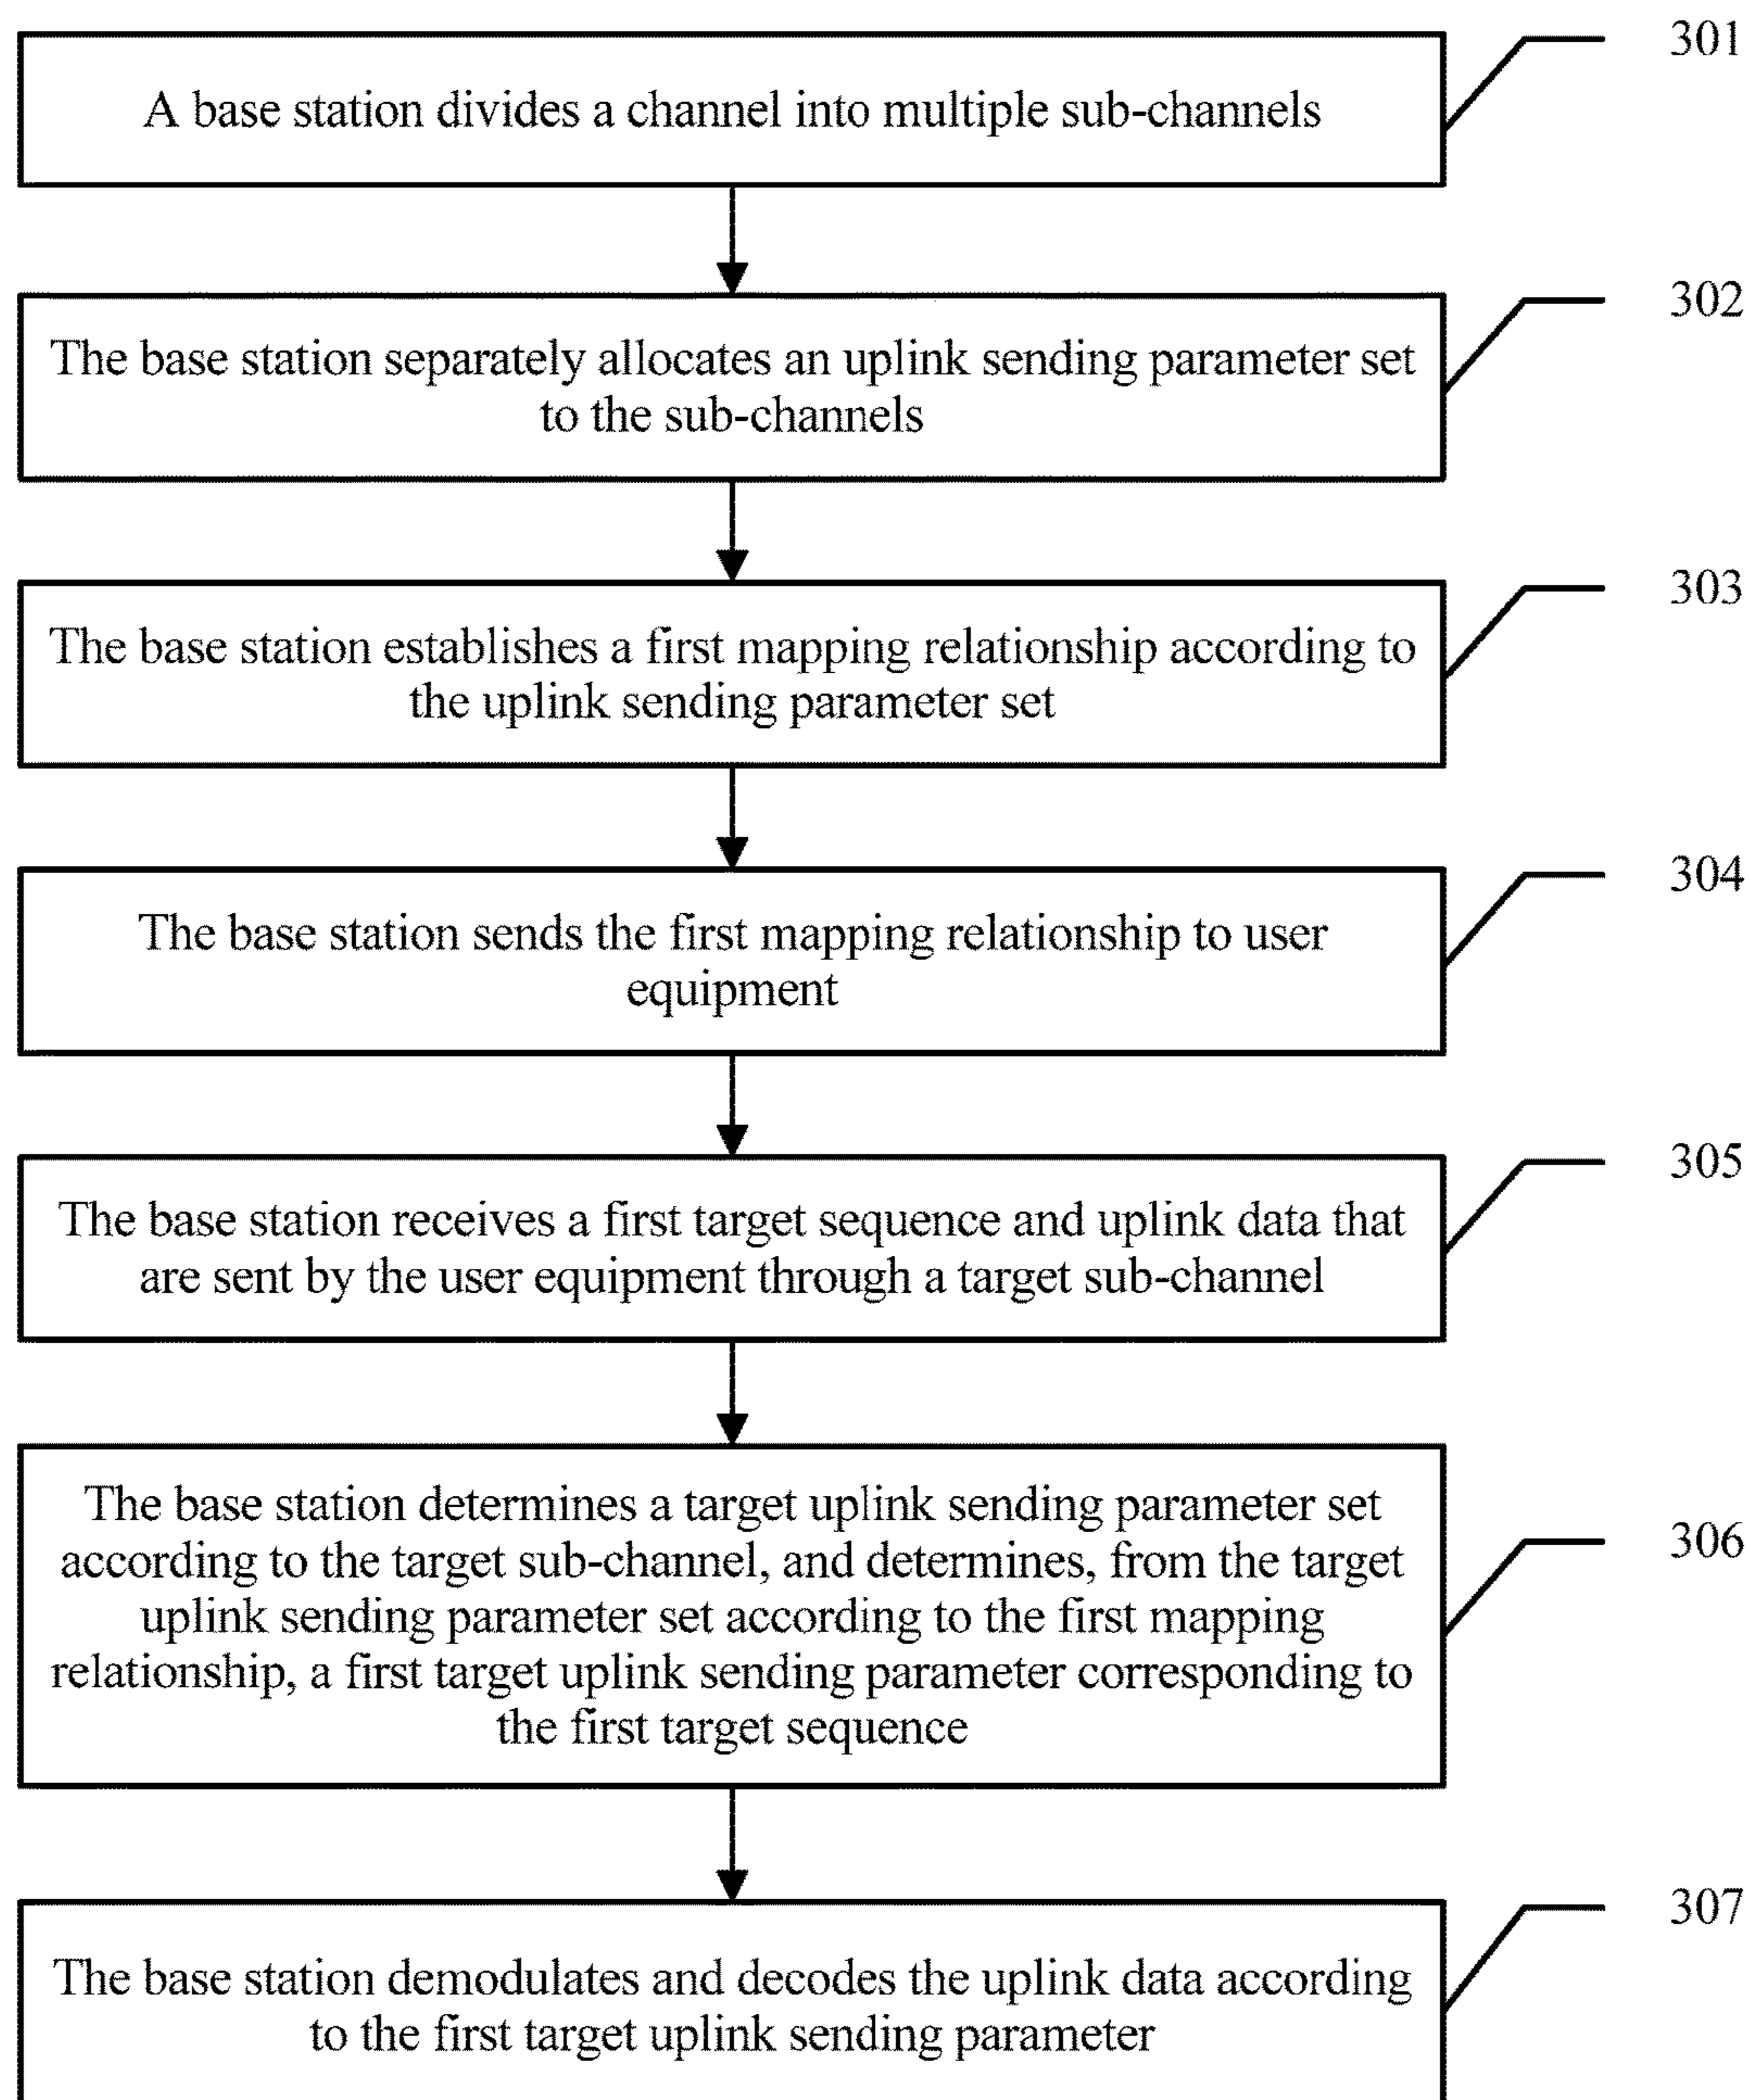 301
A base station divides a channel into multiple sub-channels
302
The base station separately allocates an uplink sending parameter set
to the sub-channels
303
The base station establishes a first mapping relationship according to
the uplink sending parameter set
304
The base station sends the first mapping relationship to user
equipment
305
The base station receives a first target sequence and uplink data that
are sent by the user equipment through a target sub-channel
306
The base station determines a target uplink sending parameter set
according to the target sub-channel, and determines, from the target
uplink sending parameter set according to the first mapping
relationship, a first target uplink sending parameter corresponding to
the first target sequence
307
The base station demodulates and decodes the uplink data according
to the first target uplink sending parameter